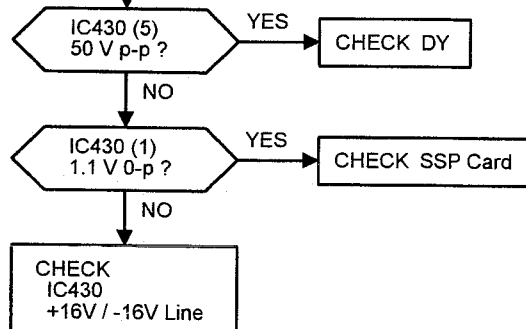 IC430 (5)
50 V p-p ?
YES
CHECK DY
NO
IC430 (1)
1.1 V 0-p ?
YES
CHECK SSP Card
NO
CHECK
IC430
+16V / -16V Line